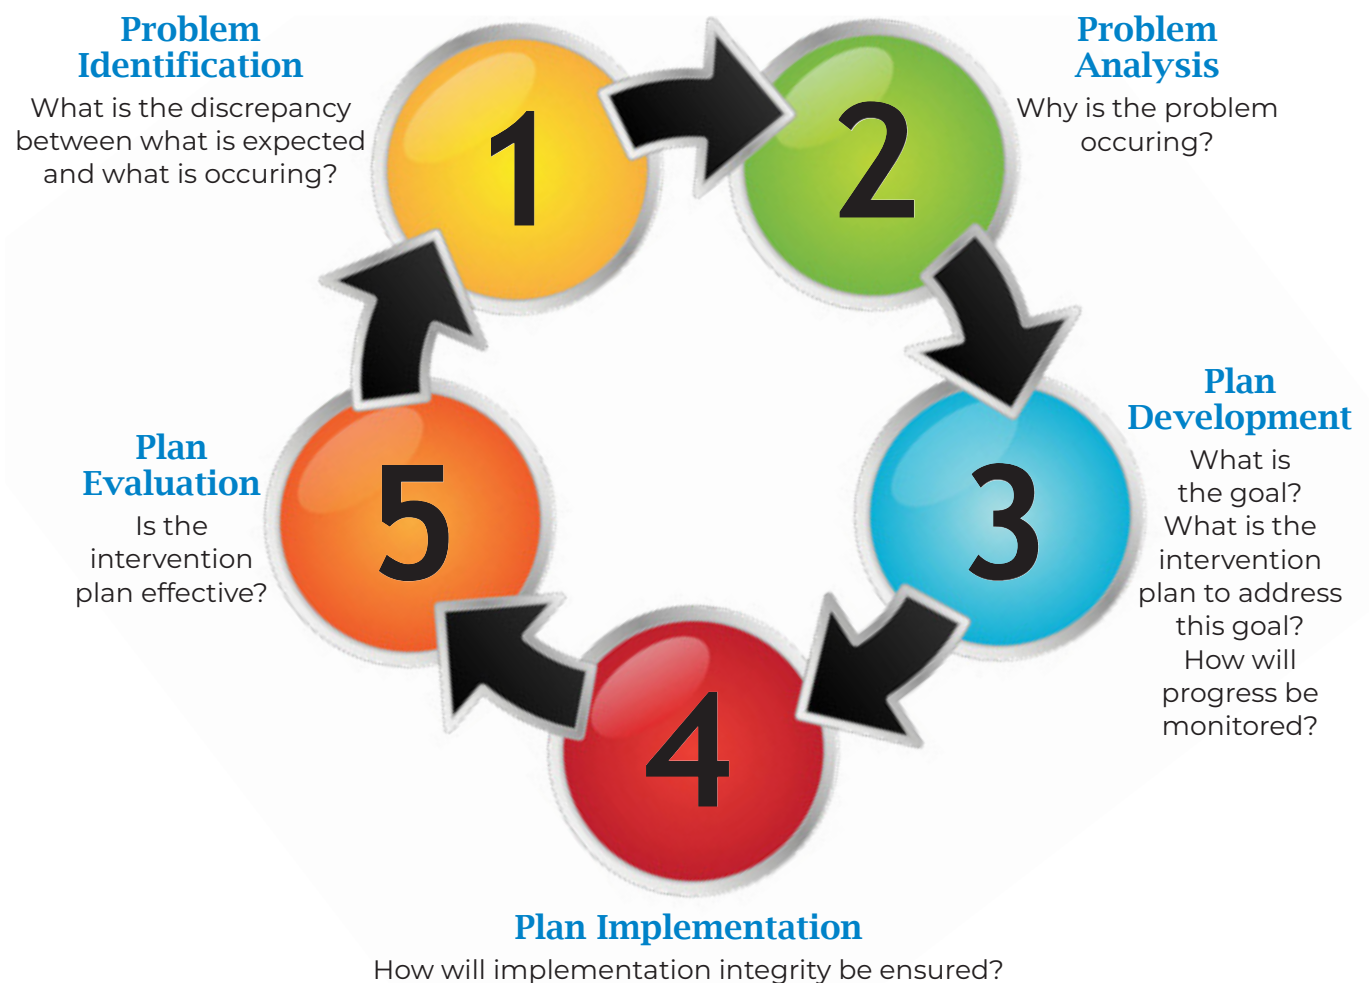 Problem
Identification
What is the discrepancy
between what is expected
and what is occuring?
1
2
Problem
Analysis
Why is the problem
occuring?
3
Plan
Development
What is
the goal?
What is the
intervention
plan to address
this goal?
How will
progress be
monitored?
4
Plan Implementation
How will implementation integrity be ensured?
5
Plan
Evaluation
Is the
intervention
plan effective?